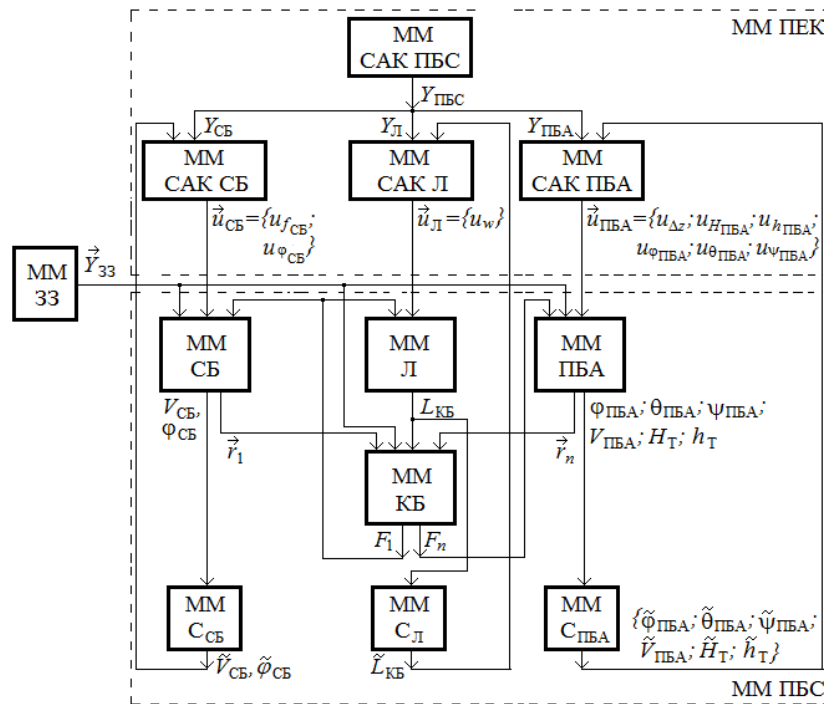 ММ ПЕК
ММ
САК ПБС
Y_ПБС
Y_СБ
Y_Л
Y_ПБА
ММ
САК СБ
ММ
САК Л
ММ
САК ПБА
u⃗_СБ={u_f_СБ;
u_φ_СБ}
u⃗_Л={u_w}
u⃗_ПБА={u_Δz; u_H_ПБА; u_h_ПБА;
u_φ_ПБА; u_θ_ПБА; u_ψ_ПБА}
ММ
ЗЗ
Y⃗_ЗЗ
ММ
СБ
ММ
Л
ММ
ПБА
V_СБ,
φ_СБ
L_КБ
φ_ПБА; θ_ПБА; ψ_ПБА;
V_ПБА; H_Т; h_Т
r⃗_1
r⃗_n
ММ
КБ
F_1
F_n
ММ
С_СБ
ММ
С_Л
ММ
С_ПБА
{φ̃_ПБА; θ̃_ПБА; ψ̃_ПБА;
Ṽ_ПБА; H̃_Т; h̃_Т}
Ṽ_СБ, φ̃_СБ
L̃_КБ
ММ ПБС